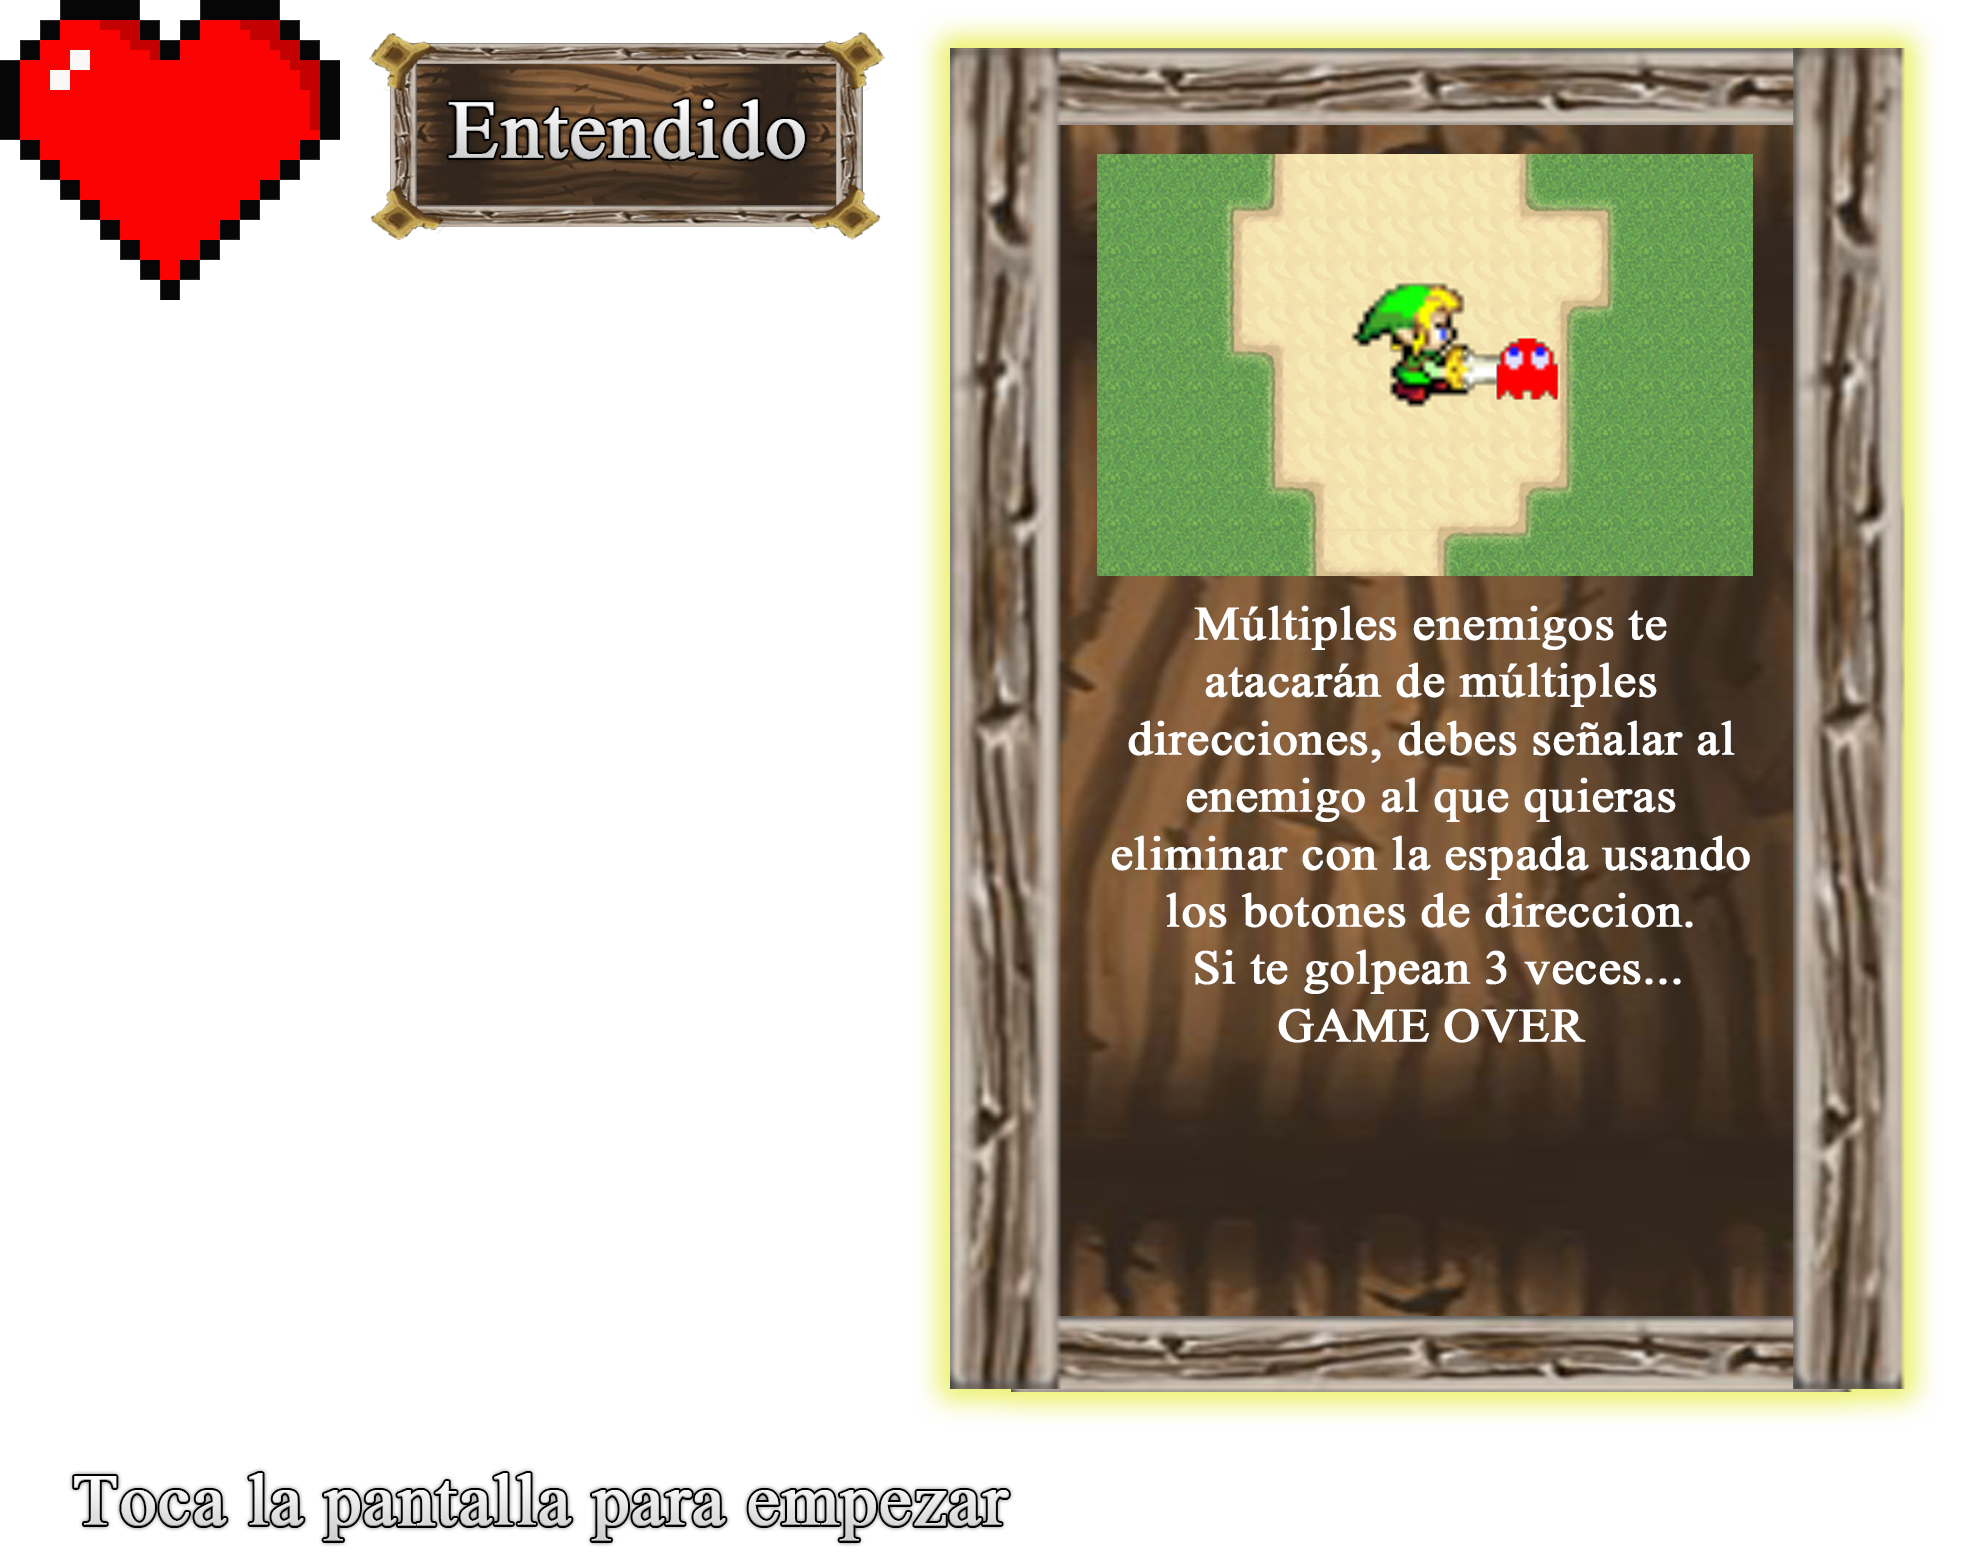 Entendido
Múltiples enemigos te
atacarán de múltiples
direcciones, debes señalar al
enemigo al que quieras
eliminar con la espada usando
los botones de direccion.
Si te golpean 3 veces...
GAME OVER
Toca la pantalla para empezar